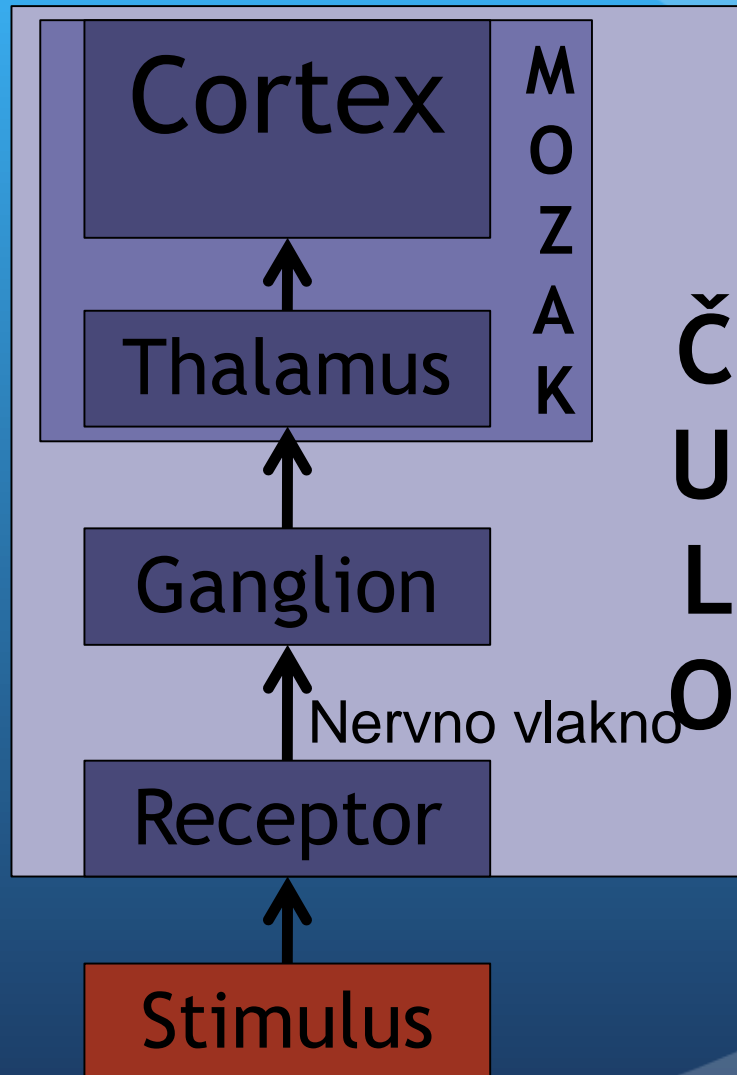 Cortex
MOZAK
Thalamus
ČULO
Ganglion
Nervno vlakno
Receptor
Stimulus